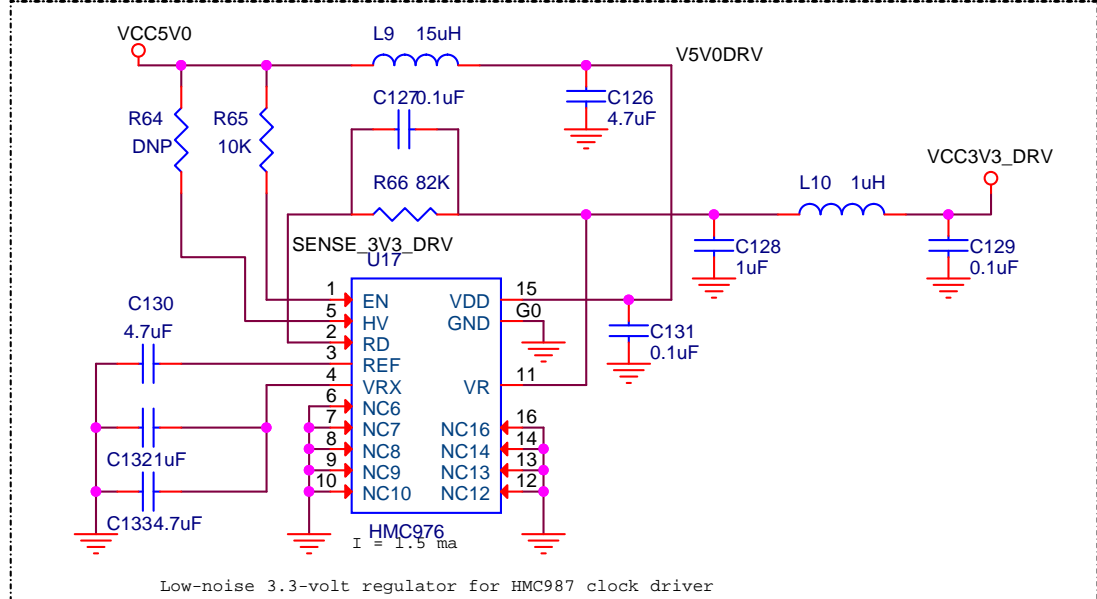 VCC5V0
L9 15uH
V5V0DRV
C1270.1uF
C126
4.7uF
R64
DNP
R65
10K
VCC3V3_DRV
R66 82K
L10 1uH
SENSE_3V3_DRV
U17
C128
1uF
C129
0.1uF
C130
4.7uF
1 EN
5 HV
2 RD
3 REF
4 VRX
6 NC6
7 NC7
8 NC8
9 NC9
10 NC10
VDD 15
GND G0
VR 11
NC16 16
NC14 14
NC13 13
NC12 12
C131
0.1uF
C1321uF
C1334.7uF
HMC976
I = 1.5 ma
Low-noise 3.3-volt regulator for HMC987 clock driver